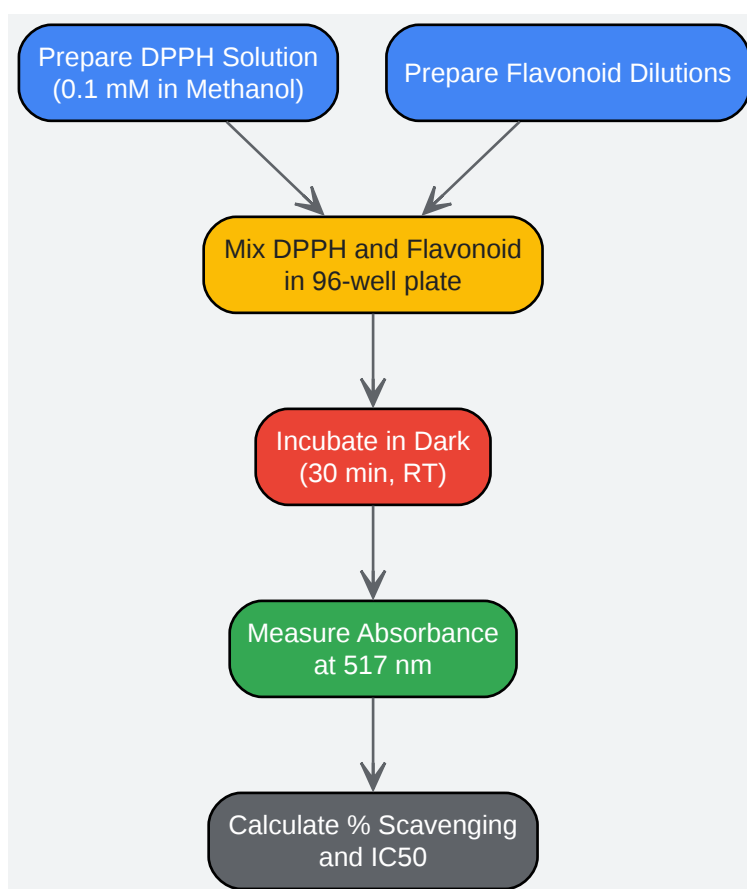 Prepare DPPH Solution
(0.1 mM in Methanol)
Prepare Flavonoid Dilutions
Mix DPPH and Flavonoid
in 96-well plate
Incubate in Dark
(30 min, RT)
Measure Absorbance
at 517 nm
Calculate % Scavenging
and IC50